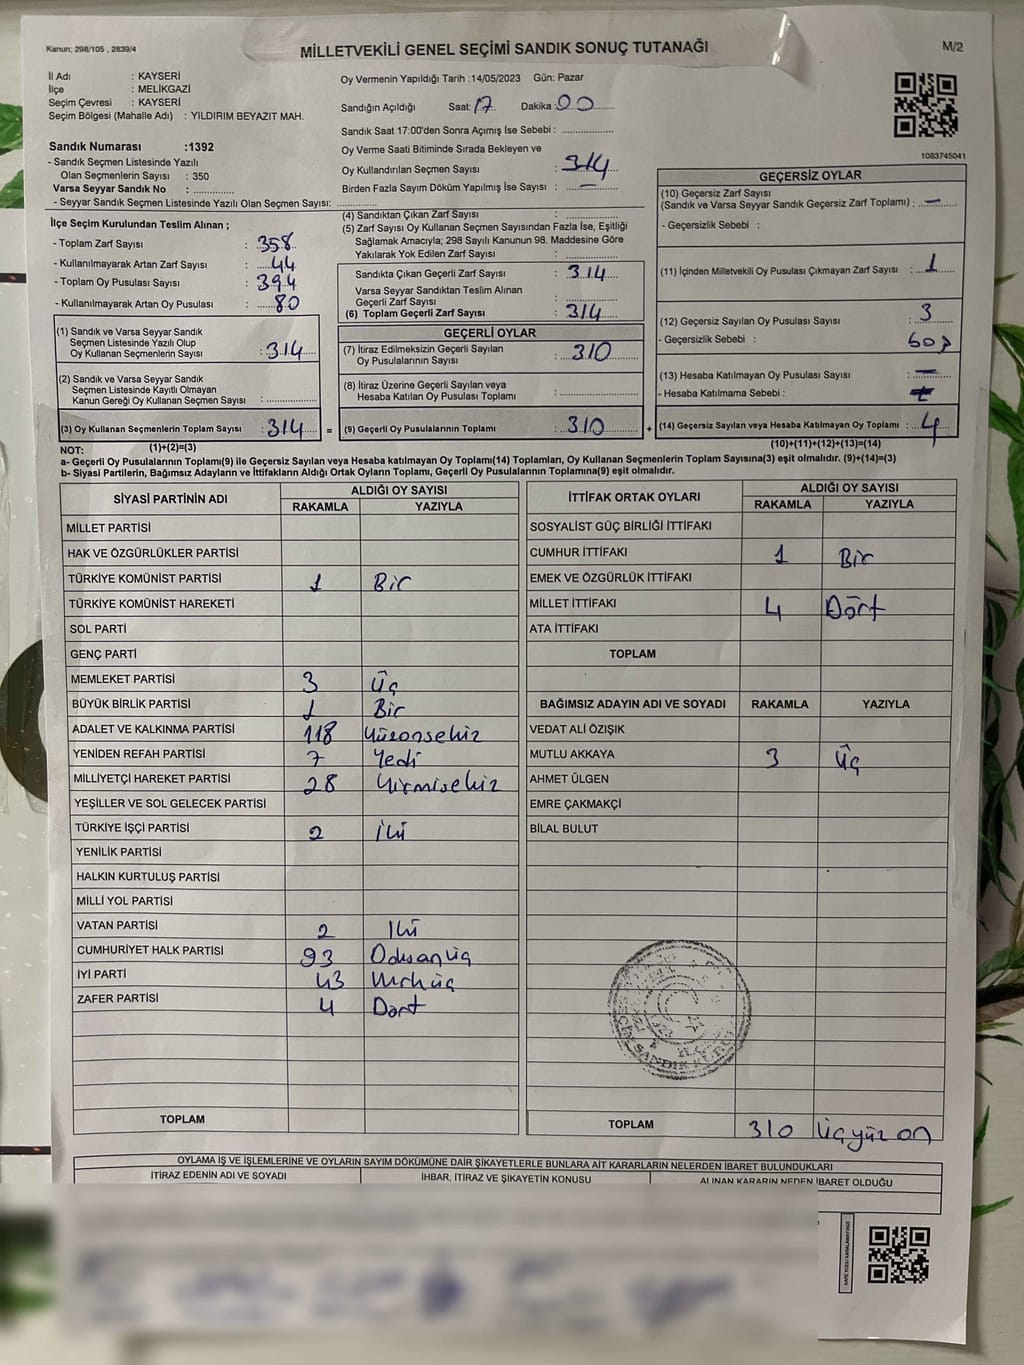 Kanun; 298/105 , 2839/4
MİLLETVEKİLİ GENEL SEÇİMİ SANDIK SONUÇ TUTANAĞI
M/2
İl Adı : KAYSERİ
İlçe : MELİKGAZİ
Seçim Çevresi : KAYSERİ
Seçim Bölgesi (Mahalle Adı) : YILDIRIM BEYAZIT MAH.
Sandık Numarası :1392
- Sandık Seçmen Listesinde Yazılı
Olan Seçmenlerin Sayısı : 350
Varsa Seyyar Sandık No : ..............
- Seyyar Sandık Seçmen Listesinde Yazılı Olan Seçmen Sayısı: ..................
Oy Vermenin Yapıldığı Tarih :14/05/2023 Gün: Pazar
Sandığın Açıldığı Saat: 17 Dakika : 00
Sandık Saat 17:00'den Sonra Açımış İse Sebebi : ................
Oy Verme Saati Bitiminde Sırada Bekleyen ve
Oy Kullandırılan Seçmen Sayısı : 314
Birden Fazla Sayım Döküm Yapılmış İse Sayısı : —
1083745041
İlçe Seçim Kurulundan Teslim Alınan ;
- Toplam Zarf Sayısı : 358
- Kullanılmayarak Artan Zarf Sayısı : 44
- Toplam Oy Pusulası Sayısı : 394
- Kullanılmayarak Artan Oy Pusulası : 80
(1) Sandık ve Varsa Seyyar Sandık
Seçmen Listesinde Yazılı Olup
Oy Kullanan Seçmenlerin Sayısı : 314
(2) Sandık ve Varsa Seyyar Sandık
Seçmen Listesinde Kayıtlı Olmayan
Kanun Gereği Oy Kullanan Seçmen Sayısı : ..............
(3) Oy Kullanan Seçmenlerin Toplam Sayısı : 314 =
(1)+(2)=(3)
(4) Sandıktan Çıkan Zarf Sayısı : ..............
(5) Zarf Sayısı Oy Kullanan Seçmen Sayısından Fazla İse, Eşitliği
Sağlamak Amacıyla; 298 Sayılı Kanunun 98. Maddesine Göre
Yakılarak Yok Edilen Zarf Sayısı : ..............
Sandıkta Çıkan Geçerli Zarf Sayısı : 314
Varsa Seyyar Sandıktan Teslim Alınan
Geçerli Zarf Sayısı : ..............
(6) Toplam Geçerli Zarf Sayısı : 314
GEÇERLİ OYLAR
(7) İtiraz Edilmeksizin Geçerli Sayılan
Oy Pusulalarının Sayısı : 310
(8) İtiraz Üzerine Geçerli Sayılan veya
Hesaba Katılan Oy Pusulası Toplamı : ..............
(9) Geçerli Oy Pusulalarının Toplamı : 310 +
GEÇERSİZ OYLAR
(10) Geçersiz Zarf Sayısı
(Sandık ve Varsa Seyyar Sandık Geçersiz Zarf Toplamı) : —
- Geçersizlik Sebebi :
(11) İçinden Milletvekili Oy Pusulası Çıkmayan Zarf Sayısı : 1
(12) Geçersiz Sayılan Oy Pusulası Sayısı : 3
- Geçersizlik Sebebi :
(13) Hesaba Katılmayan Oy Pusulası Sayısı : —
- Hesaba Katılmama Sebebi :
(14) Geçersiz Sayılan veya Hesaba Katılmayan Oy Toplamı : 4
(10)+(11)+(12)+(13)=(14)
NOT:
a- Geçerli Oy Pusulalarının Toplamı(9) ile Geçersiz Sayılan veya Hesaba katılmayan Oy Toplamı(14) Toplamları, Oy Kullanan Seçmenlerin Toplam Sayısına(3) eşit olmalıdır. (9)+(14)=(3)
b- Siyasi Partilerin, Bağımsız Adayların ve İttifakların Aldığı Ortak Oyların Toplamı, Geçerli Oy Pusulalarının Toplamına(9) eşit olmalıdır.
SİYASİ PARTİNİN ADI ALDIĞI OY SAYISI
RAKAMLA YAZIYLA
MİLLET PARTİSİ
HAK VE ÖZGÜRLÜKLER PARTİSİ
TÜRKİYE KOMÜNİST PARTİSİ 1 Bir
TÜRKİYE KOMÜNİST HAREKETİ
SOL PARTİ
GENÇ PARTİ
MEMLEKET PARTİSİ 3 Üç
BÜYÜK BİRLİK PARTİSİ 1 Bir
ADALET VE KALKINMA PARTİSİ 118 Yüzonsekiz
YENİDEN REFAH PARTİSİ 7 Yedi
MİLLİYETÇİ HAREKET PARTİSİ 28 Yirmisekiz
YEŞİLLER VE SOL GELECEK PARTİSİ
TÜRKİYE İŞÇİ PARTİSİ 2 İki
YENİLİK PARTİSİ
HALKIN KURTULUŞ PARTİSİ
MİLLİ YOL PARTİSİ
VATAN PARTİSİ 2 İki
CUMHURİYET HALK PARTİSİ 93 Doksanüç
İYİ PARTİ 43 Kırküç
ZAFER PARTİSİ 4 Dört
TOPLAM
İTTİFAK ORTAK OYLARI ALDIĞI OY SAYISI
RAKAMLA YAZIYLA
SOSYALİST GÜÇ BİRLİĞİ İTTİFAKI
CUMHUR İTTİFAKI 1 Bir
EMEK VE ÖZGÜRLÜK İTTİFAKI
MİLLET İTTİFAKI 4 Dört
ATA İTTİFAKI
TOPLAM
BAĞIMSIZ ADAYIN ADI VE SOYADI RAKAMLA YAZIYLA
VEDAT ALİ ÖZIŞIK
MUTLU AKKAYA 3 Üç
AHMET ÜLGEN
EMRE ÇAKMAKÇİ
BİLAL BULUT
TOPLAM 310 Üçyüz on
OYLAMA İŞ VE İŞLEMLERİNE VE OYLARIN SAYIM DÖKÜMÜNE DAİR ŞİKAYETLERLE BUNLARA AİT KARARLARIN NELERDEN İBARET BULUNDUKLARI
İTİRAZ EDENİN ADI VE SOYADI İHBAR, İTİRAZ VE ŞİKAYETİN KONUSU ALINAN KARARIN NEDEN İBARET OLDUĞU